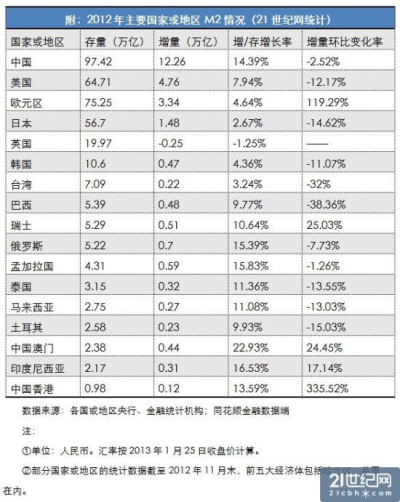 附：2012年主要国家或地区 M2 情况（21世纪网统计）
国家或地区 存量（万亿） 增量（万亿） 增/存增长率 增量环比变化率
中国 97.42 12.26 14.39% -2.52%
美国 64.71 4.76 7.94% -12.17%
欧元区 75.25 3.34 4.64% 119.29%
日本 56.7 1.48 2.67% -14.62%
英国 19.97 -0.25 -1.25% ——
韩国 10.6 0.47 4.36% -11.07%
台湾 7.09 0.22 3.24% -32%
巴西 5.39 0.48 9.77% -38.36%
瑞士 5.29 0.51 10.64% 25.03%
俄罗斯 5.22 0.7 15.39% -7.73%
孟加拉国 4.31 0.59 15.83% -1.26%
泰国 3.15 0.32 11.36% -13.55%
马来西亚 2.75 0.27 11.08% -13.03%
土耳其 2.58 0.23 9.93% -15.03%
中国澳门 2.38 0.44 22.93% 24.45%
印度尼西亚 2.17 0.31 16.53% 17.14%
中国香港 0.98 0.12 13.59% 335.52%
数据来源：各国或地区央行、金融统计机构；同花顺金融数据端
注：
①单位：人民币。汇率按 2013 年 1 月 25 日收盘价计算。
②部分国家或地区的统计数据截至 2012 年 11 月末，前五大经济体包括
在内。
21世纪网
21cbh.com